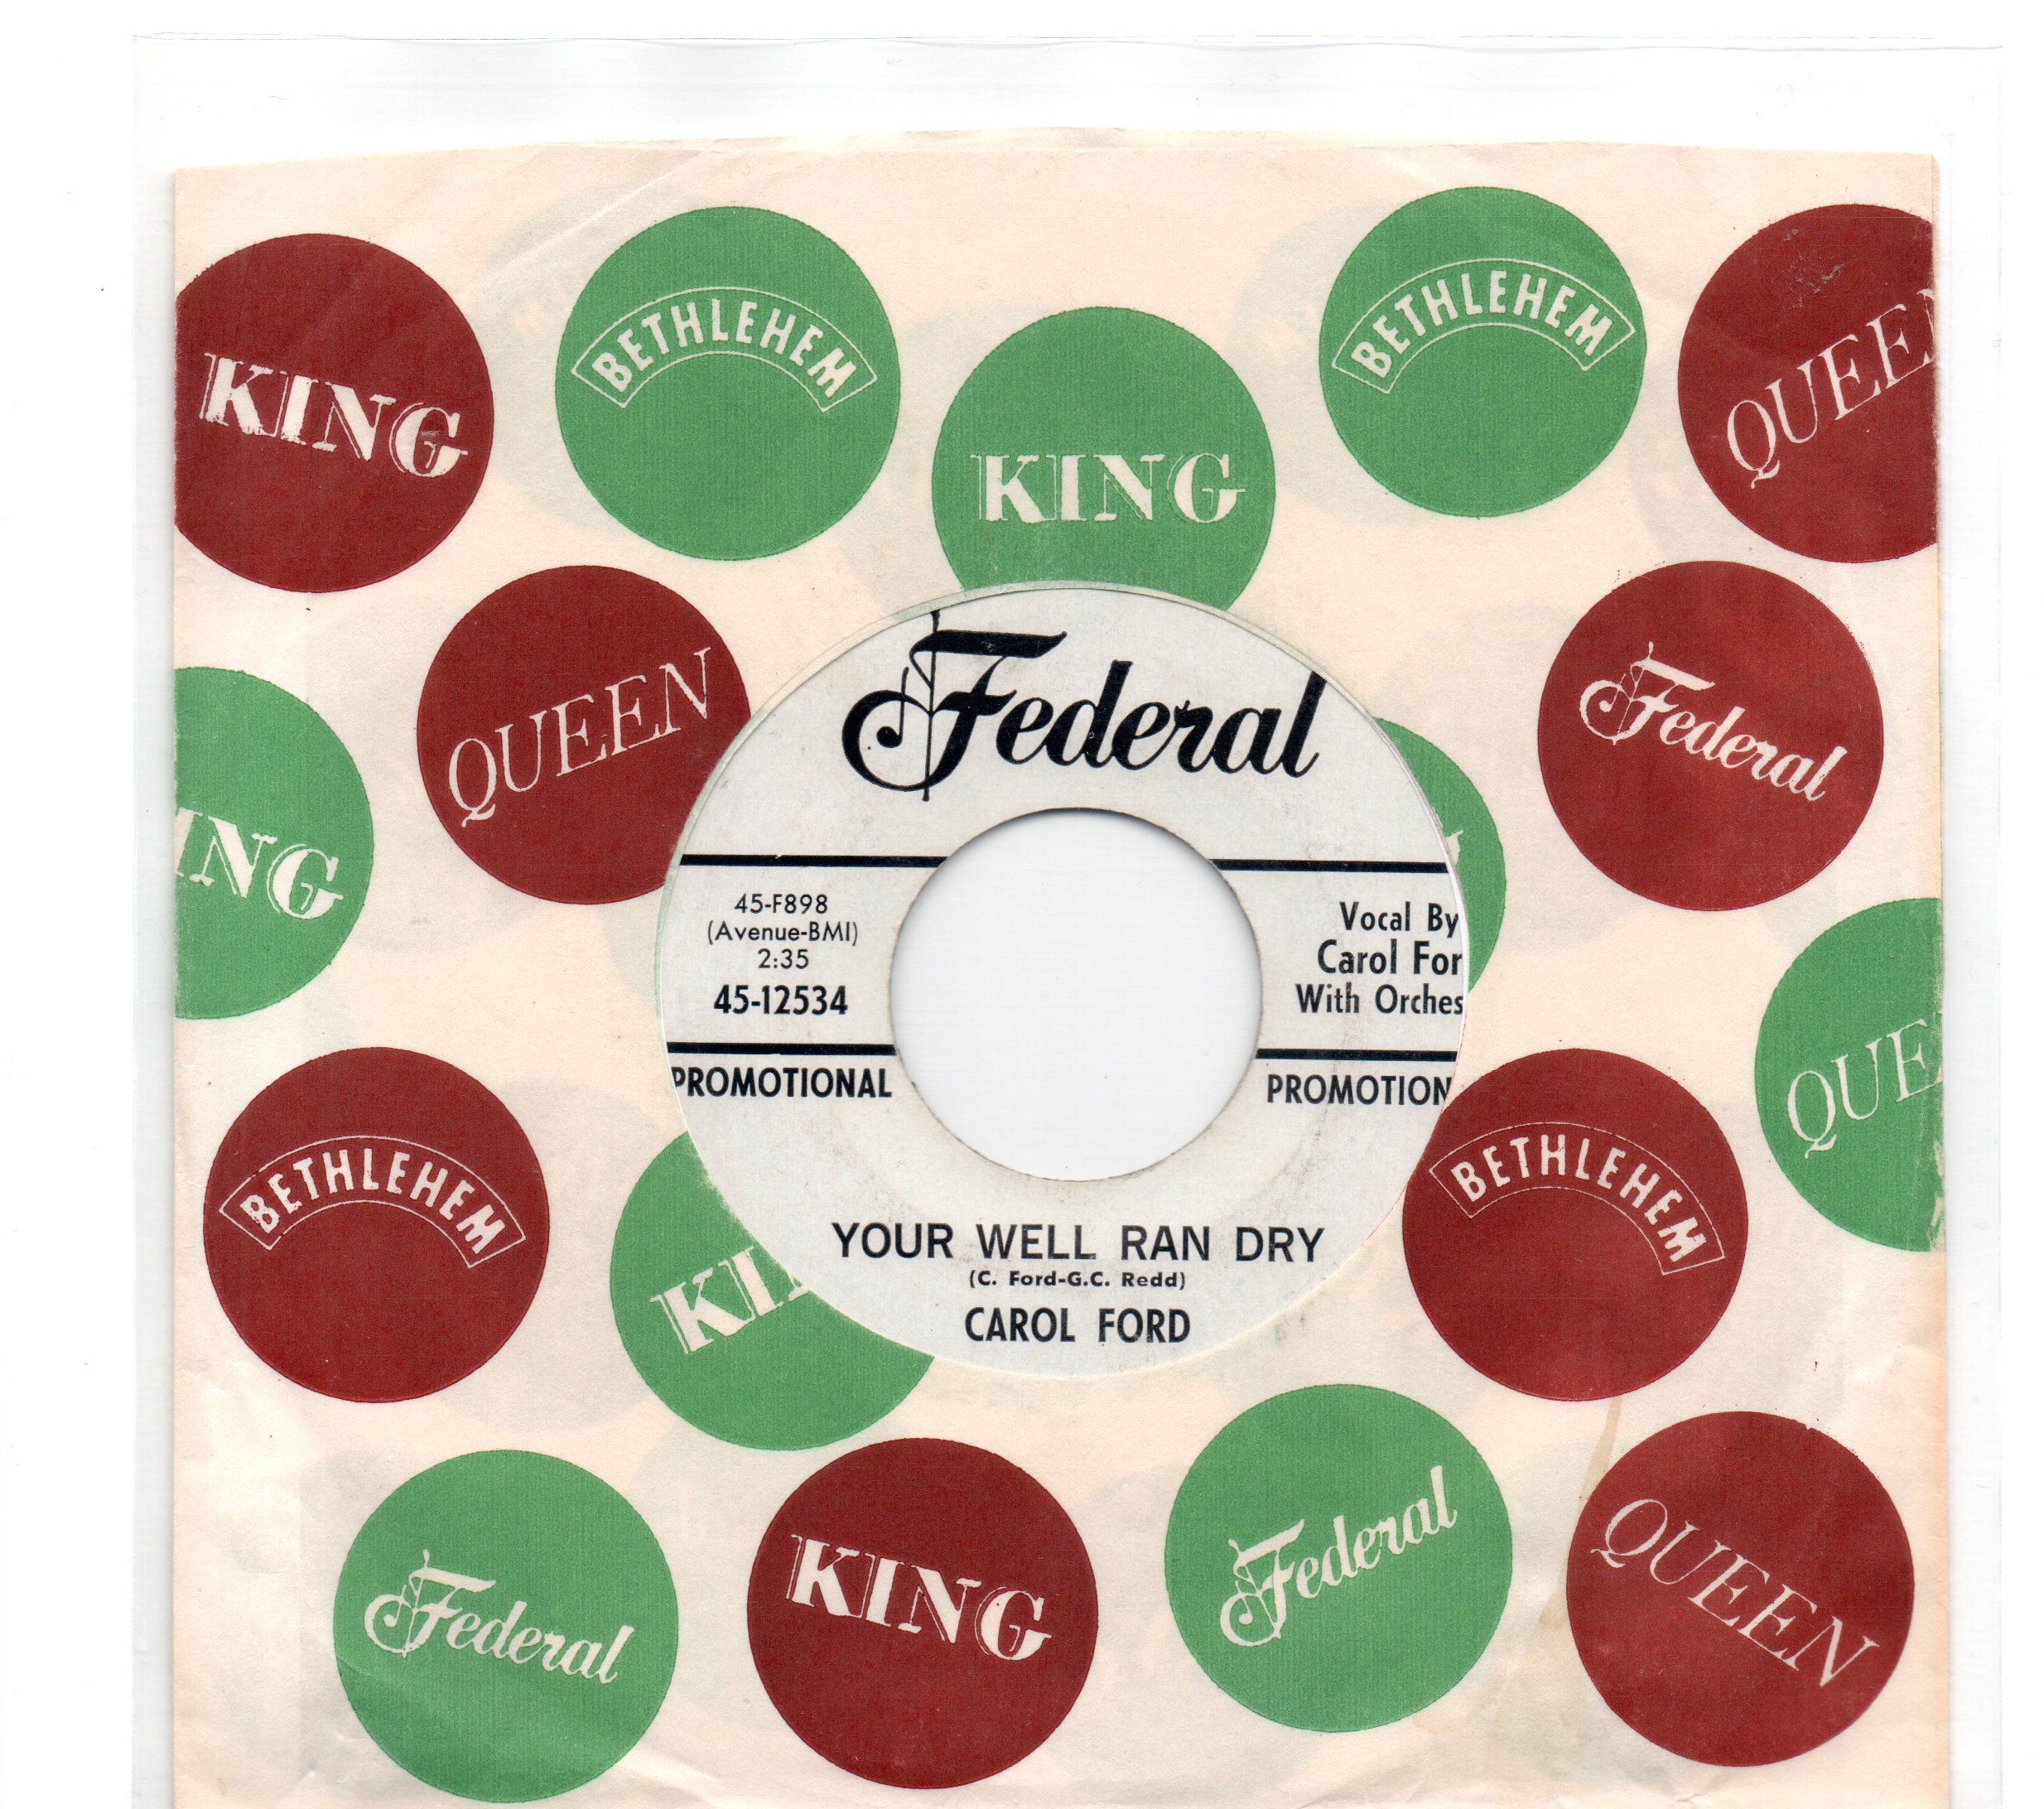 BETHLEHEM
BETHLEHEM
KING
QUEEN
KING
QUEEN
Federal
Federal
ING
45-F898
(Avenue-BMI)
2:35
45-12534
Vocal By
Carol For
With Orches
PROMOTIONAL
PROMOTION
QUE
BETHLEHEM
BETHLEHEM
KI
YOUR WELL RAN DRY
(C. Ford-G.C. Redd)
CAROL FORD
Federal
KING
Federal
QUEEN